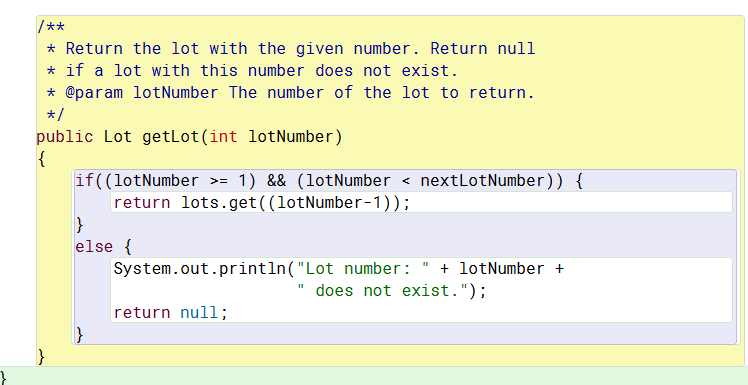 /**
 * Return the lot with the given number. Return null
 * if a lot with this number does not exist.
 * @param lotNumber The number of the lot to return.
 */
public Lot getLot(int lotNumber)
{
    if((lotNumber >= 1) && (lotNumber < nextLotNumber)) {
        return lots.get((lotNumber-1));
    }
    else {
        System.out.println("Lot number: " + lotNumber +
                           " does not exist.");
        return null;
    }
}
}